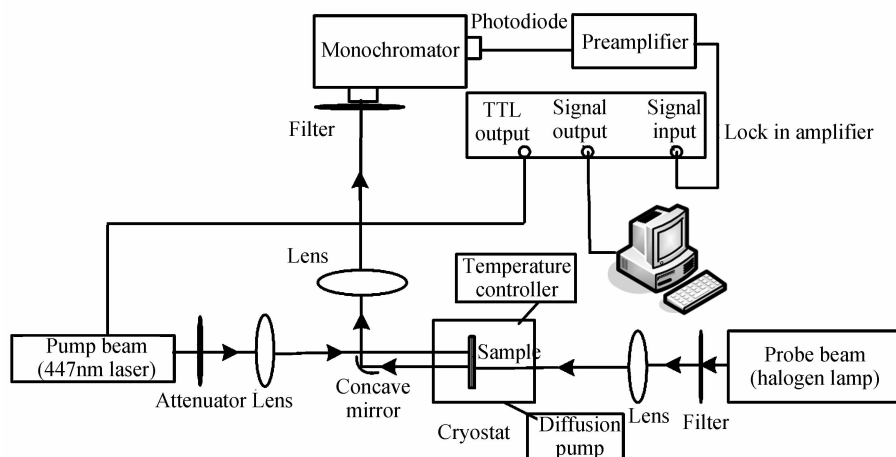 Photodiode
Monochromator
Preamplifier
Filter
TTL
output
Signal
output
Signal
input
Lock in amplifier
Lens
Temperature
controller
Pump beam
(447nm laser)
Attenuator
Lens
Concave
mirror
Sample
Cryostat
Diffusion
pump
Lens
Filter
Probe beam
(halogen lamp)